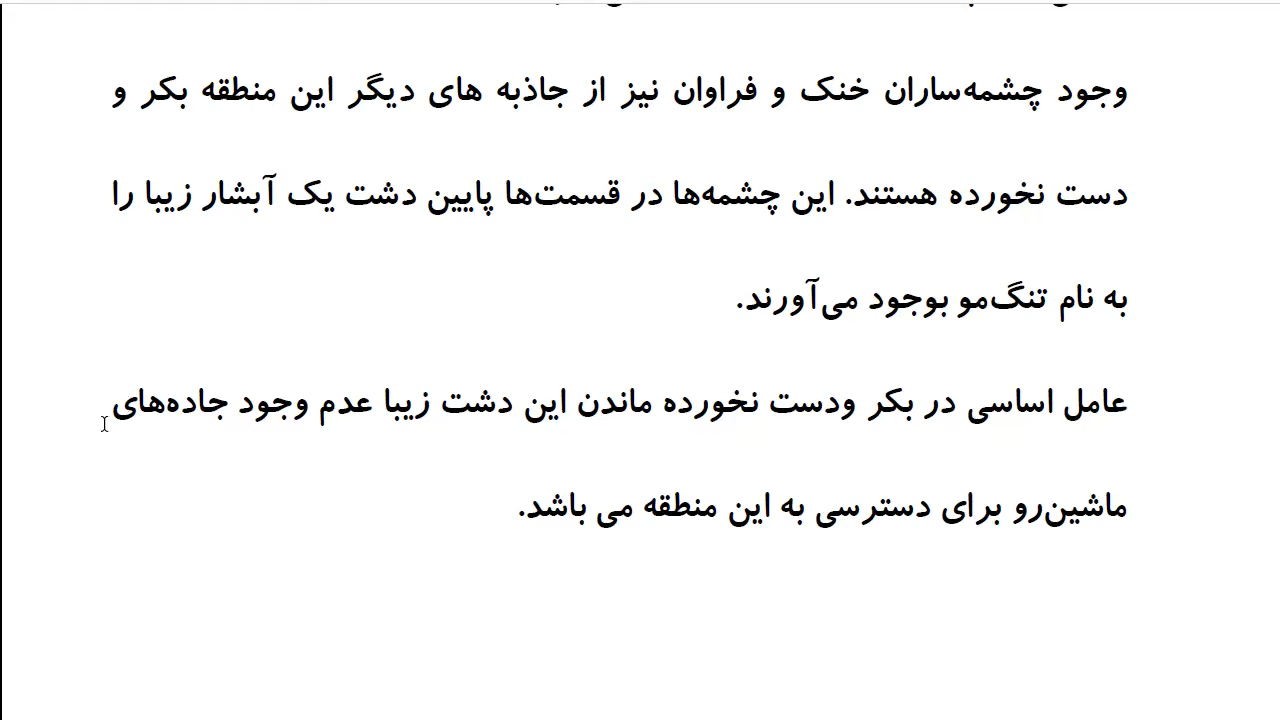 وجود چشمه‌ساران خنک و فراوان نیز از جاذبه های دیگر این منطقه بکر و
دست نخورده هستند. این چشمه‌ها در قسمت‌ها پایین دشت یک آبشار زیبا را
به نام تنگ‌مو بوجود می‌آورند.
عامل اساسی در بکر ودست نخورده ماندن این دشت زیبا عدم وجود جاده‌های
ماشین‌رو برای دسترسی به این منطقه می باشد.